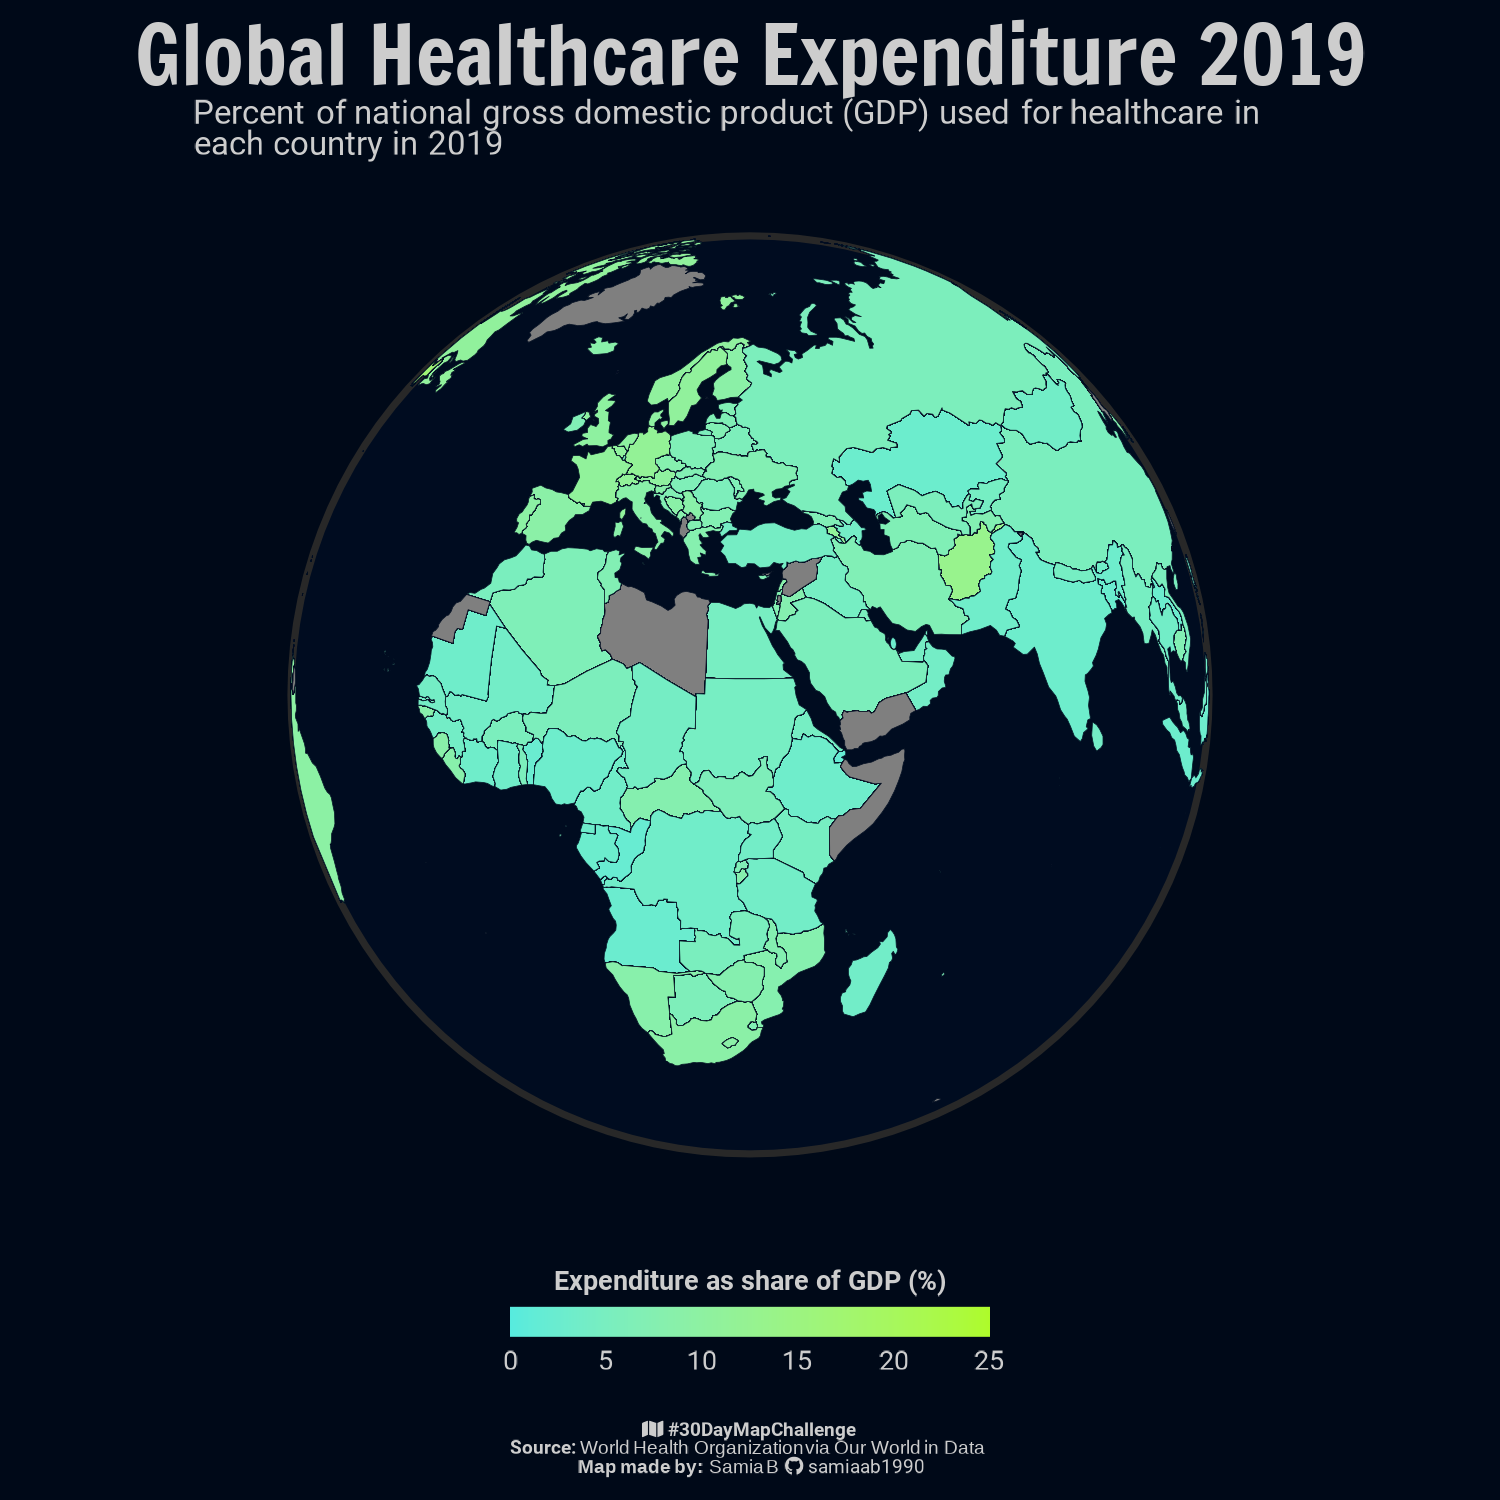 Global Healthcare Expenditure 2019
Percent of national gross domestic product (GDP) used for healthcare in
each country in 2019
Expenditure as share of GDP (%)
0 5 10 15 20 25
#30DayMapChallenge
Source: World Health Organization via Our World in Data
Map made by: Samia B samiaab1990